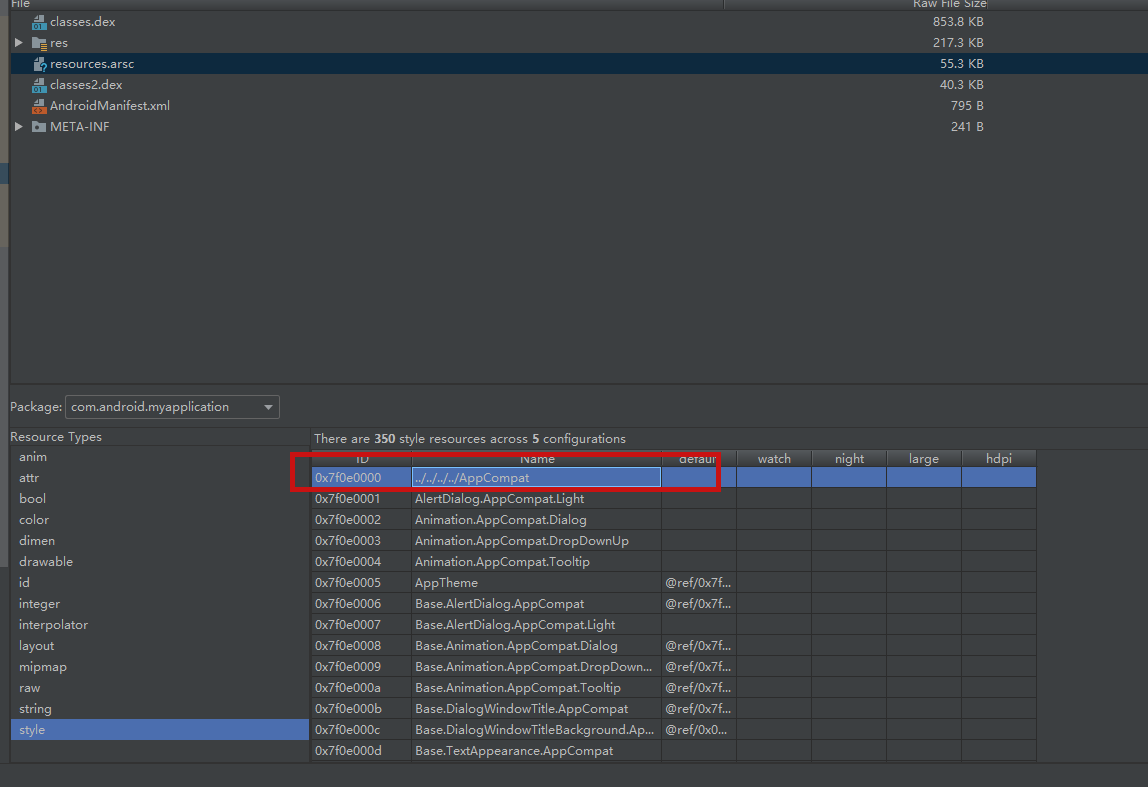 File Raw File Size
classes.dex 853.8 KB
res 217.3 KB
resources.arsc 55.3 KB
classes2.dex 40.3 KB
AndroidManifest.xml 795 B
META-INF 241 B
Package: com.android.myapplication
Resource Types
There are 350 style resources across 5 configurations
anim
attr
bool
color
dimen
drawable
id
integer
interpolator
layout
mipmap
raw
string
style
ID Name default watch night large hdpi
0x7f0e0000 ../../../../AppCompat
0x7f0e0001 AlertDialog.AppCompat.Light
0x7f0e0002 Animation.AppCompat.Dialog
0x7f0e0003 Animation.AppCompat.DropDownUp
0x7f0e0004 Animation.AppCompat.Tooltip
0x7f0e0005 AppTheme @ref/0x7f...
0x7f0e0006 Base.AlertDialog.AppCompat @ref/0x7f...
0x7f0e0007 Base.AlertDialog.AppCompat.Light
0x7f0e0008 Base.Animation.AppCompat.Dialog @ref/0x7f...
0x7f0e0009 Base.Animation.AppCompat.DropDown... @ref/0x7f...
0x7f0e000a Base.Animation.AppCompat.Tooltip @ref/0x7f...
0x7f0e000b Base.DialogWindowTitle.AppCompat @ref/0x7f...
0x7f0e000c Base.DialogWindowTitleBackground.Ap... @ref/0x0...
0x7f0e000d Base.TextAppearance.AppCompat